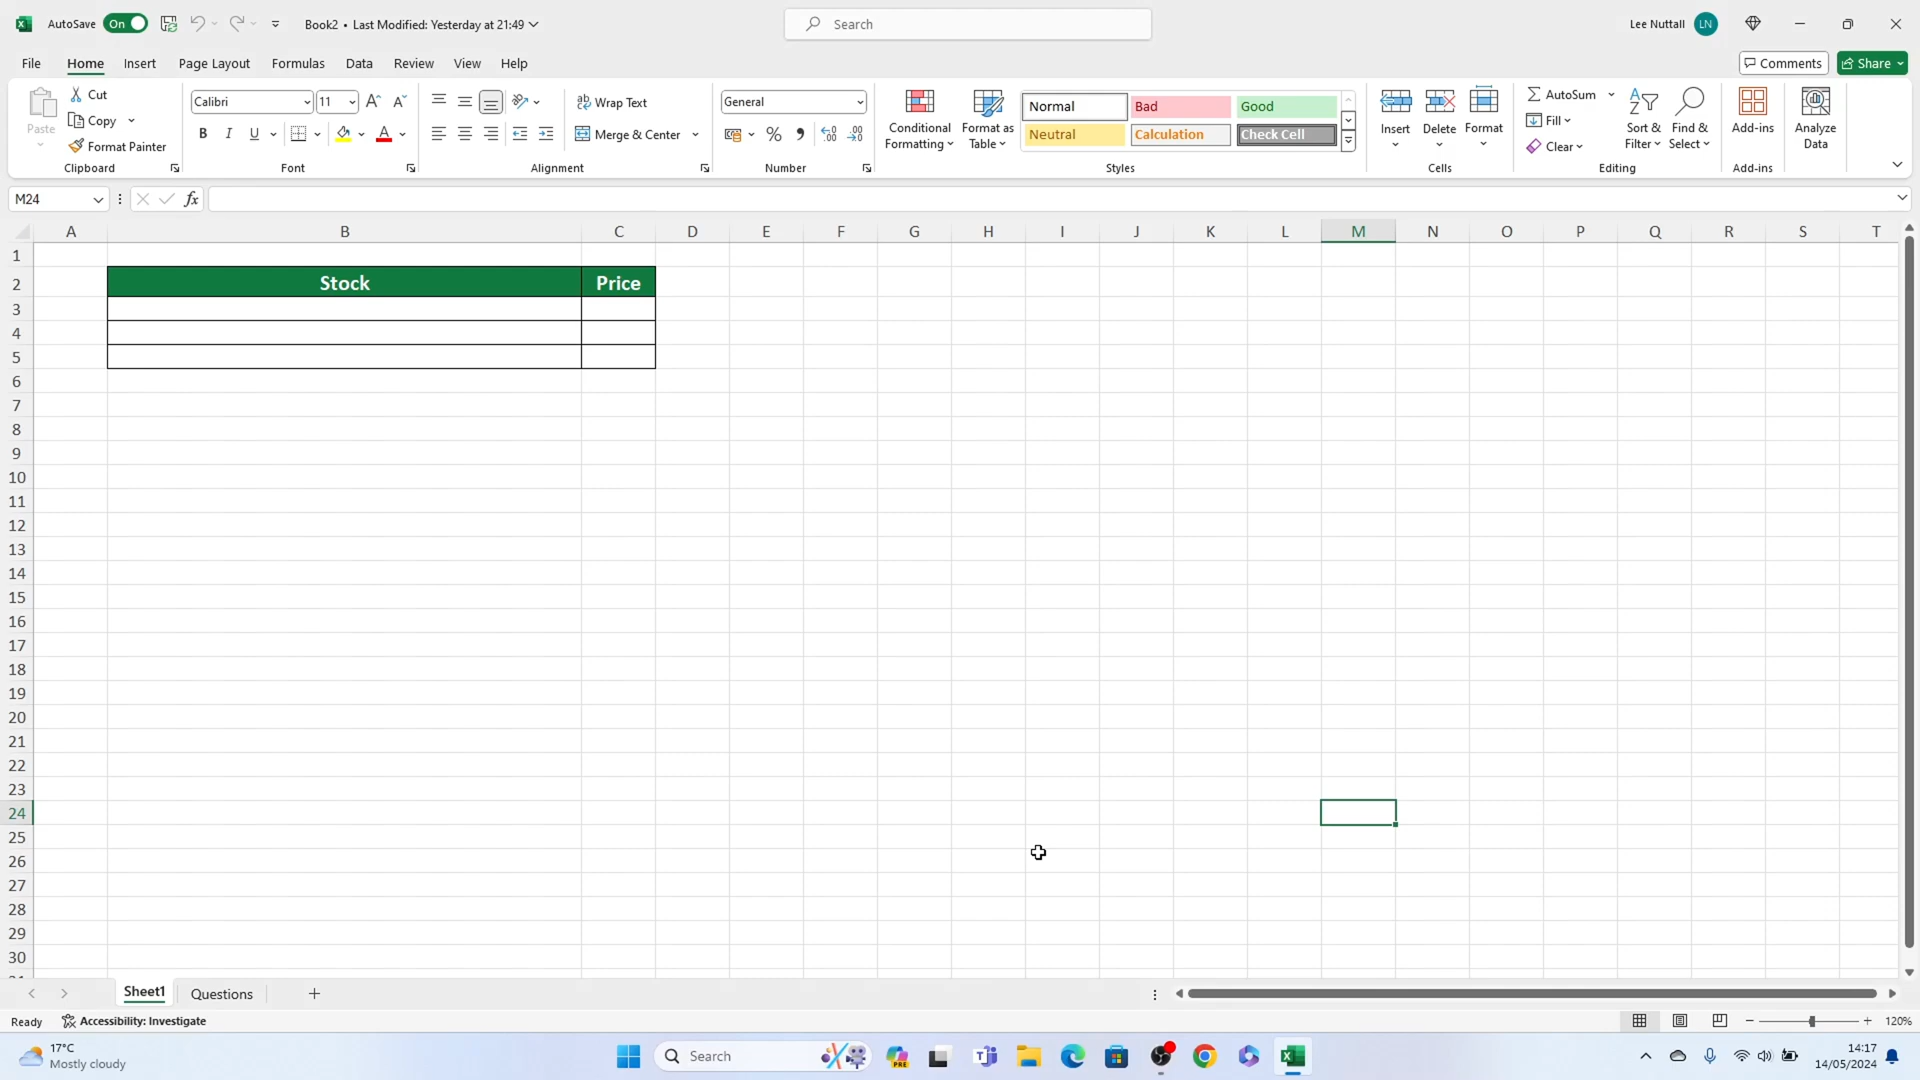 AutoSave On Book2 • Last Modified: Yesterday at 21:49 Search Lee Nuttall LN
File Home Insert Page Layout Formulas Data Review View Help Comments Share
Paste Cut Copy Format Painter Clipboard
Calibri 11 B I U A Font
Wrap Text Merge & Center Alignment
General % Number
Conditional Formatting Format as Table Normal Bad Good Neutral Calculation Check Cell Styles
Insert Delete Format Cells
AutoSum Fill Clear Sort & Filter Find & Select Editing
Add-ins Add-ins
Analyze Data
M24 fx
A B C D E F G H I J K L M N O P Q R S T
1
2 Stock Price
3
4
5
6
7
8
9
10
11
12
13
14
15
16
17
18
19
20
21
22
23
24
25
26
27
28
29
30
Sheet1 Questions
Ready Accessibility: Investigate 120%
17°C
Mostly cloudy
Search PRE
14:17
14/05/2024